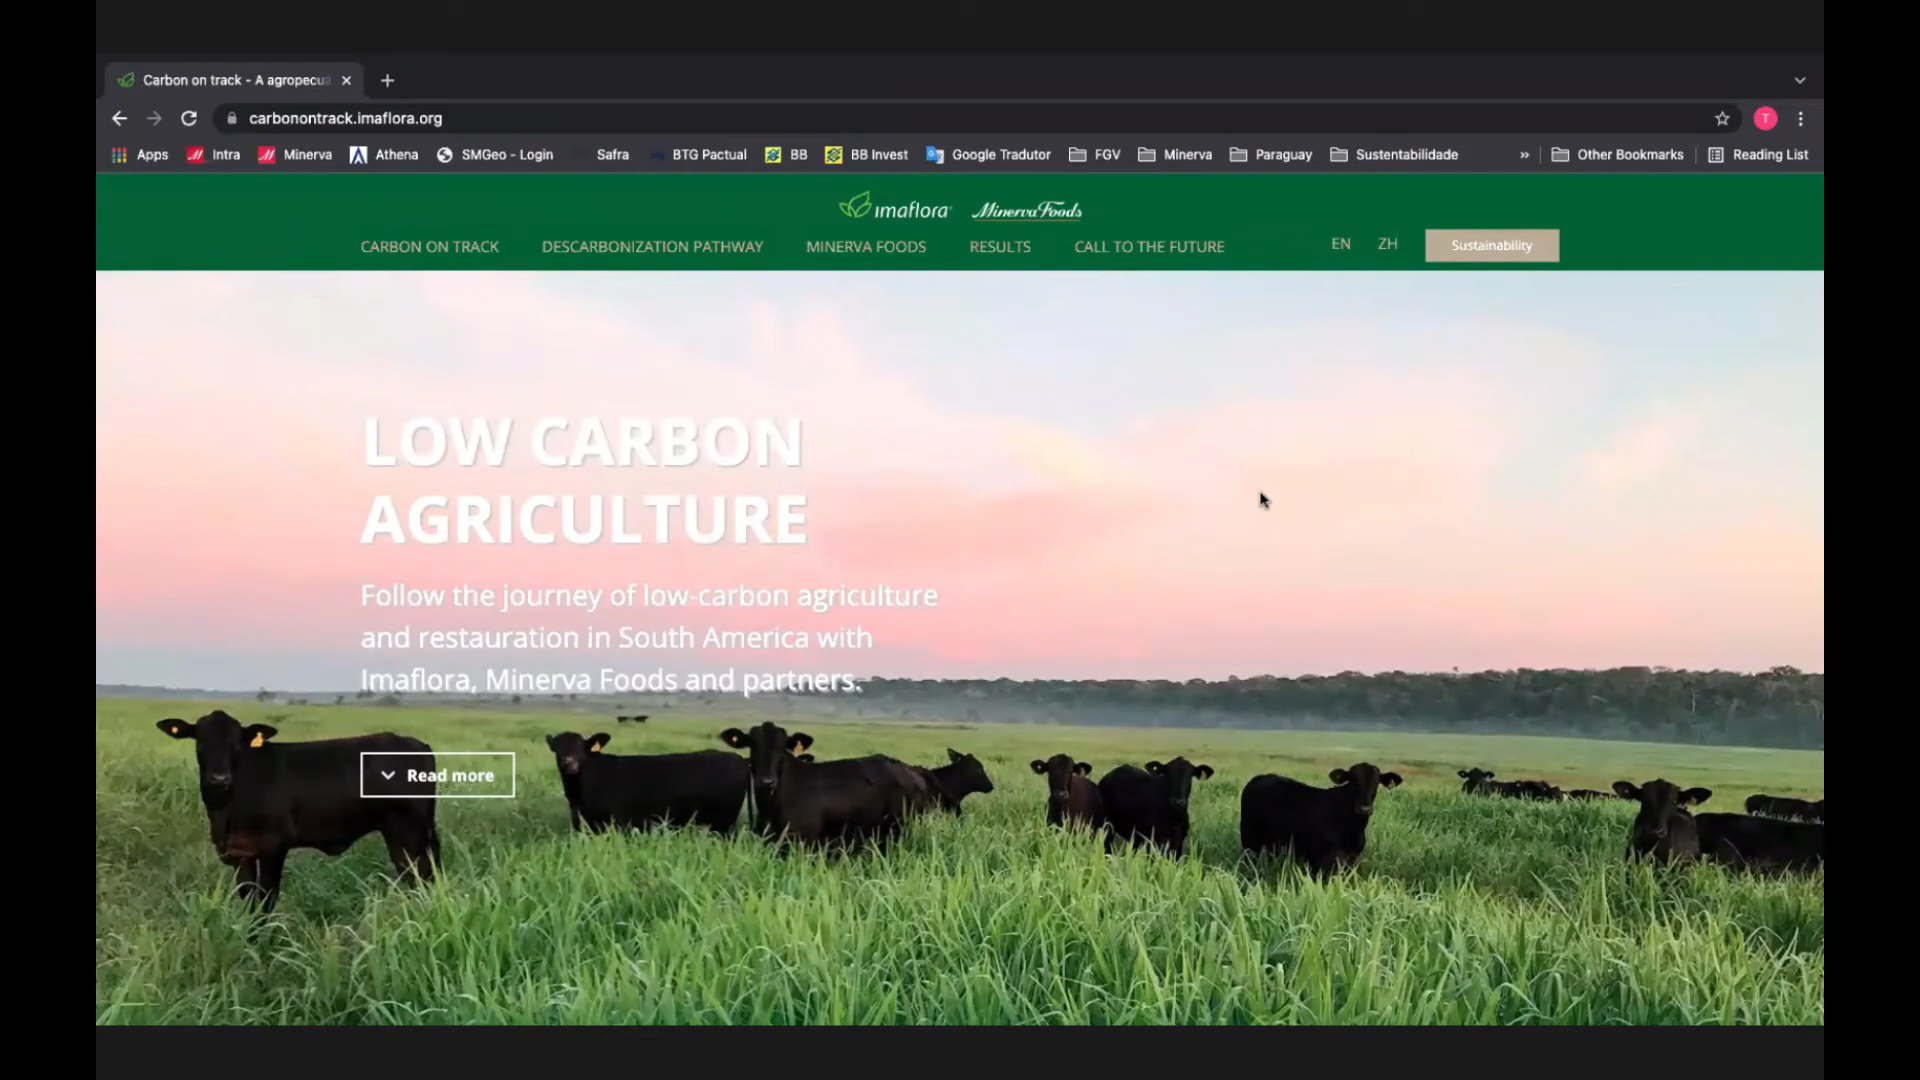 Carbon on track - A agropecuá
carbonontrack.imaflora.org
T
Apps Intra Minerva Athena SMGeo - Login Safra BTG Pactual BB BB Invest Google Tradutor FGV Minerva Paraguay Sustentabilidade » Other Bookmarks Reading List
imaflora Minerva Foods
CARBON ON TRACK DESCARBONIZATION PATHWAY MINERVA FOODS RESULTS CALL TO THE FUTURE EN ZH Sustainability
LOW CARBON
AGRICULTURE
Follow the journey of low-carbon agriculture
and restauration in South America with
Imaflora, Minerva Foods and partners.
Read more